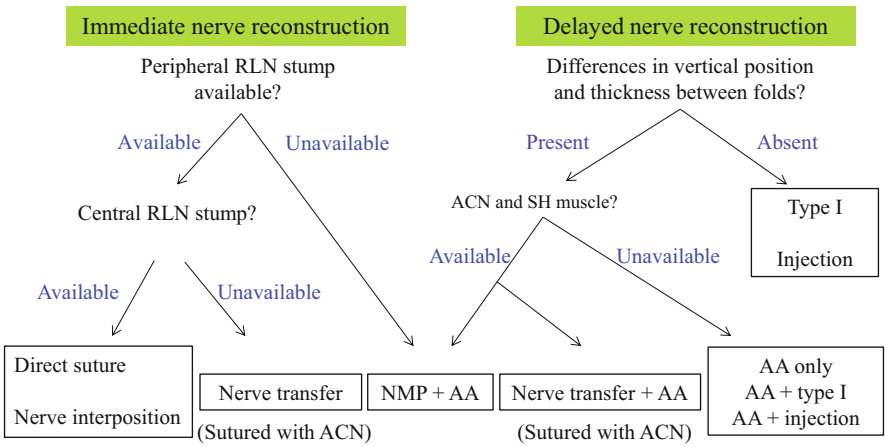 Immediate nerve reconstruction
Peripheral RLN stump
available?
Available
Unavailable
Central RLN stump?
Available
Unavailable
Direct suture
Nerve interposition
Nerve transfer
(Sutured with ACN)
NMP + AA
Delayed nerve reconstruction
Differences in vertical position
and thickness between folds?
Present
Absent
ACN and SH muscle?
Type I
Injection
Available
Unavailable
Nerve transfer + AA
(Sutured with ACN)
AA only
AA + type I
AA + injection